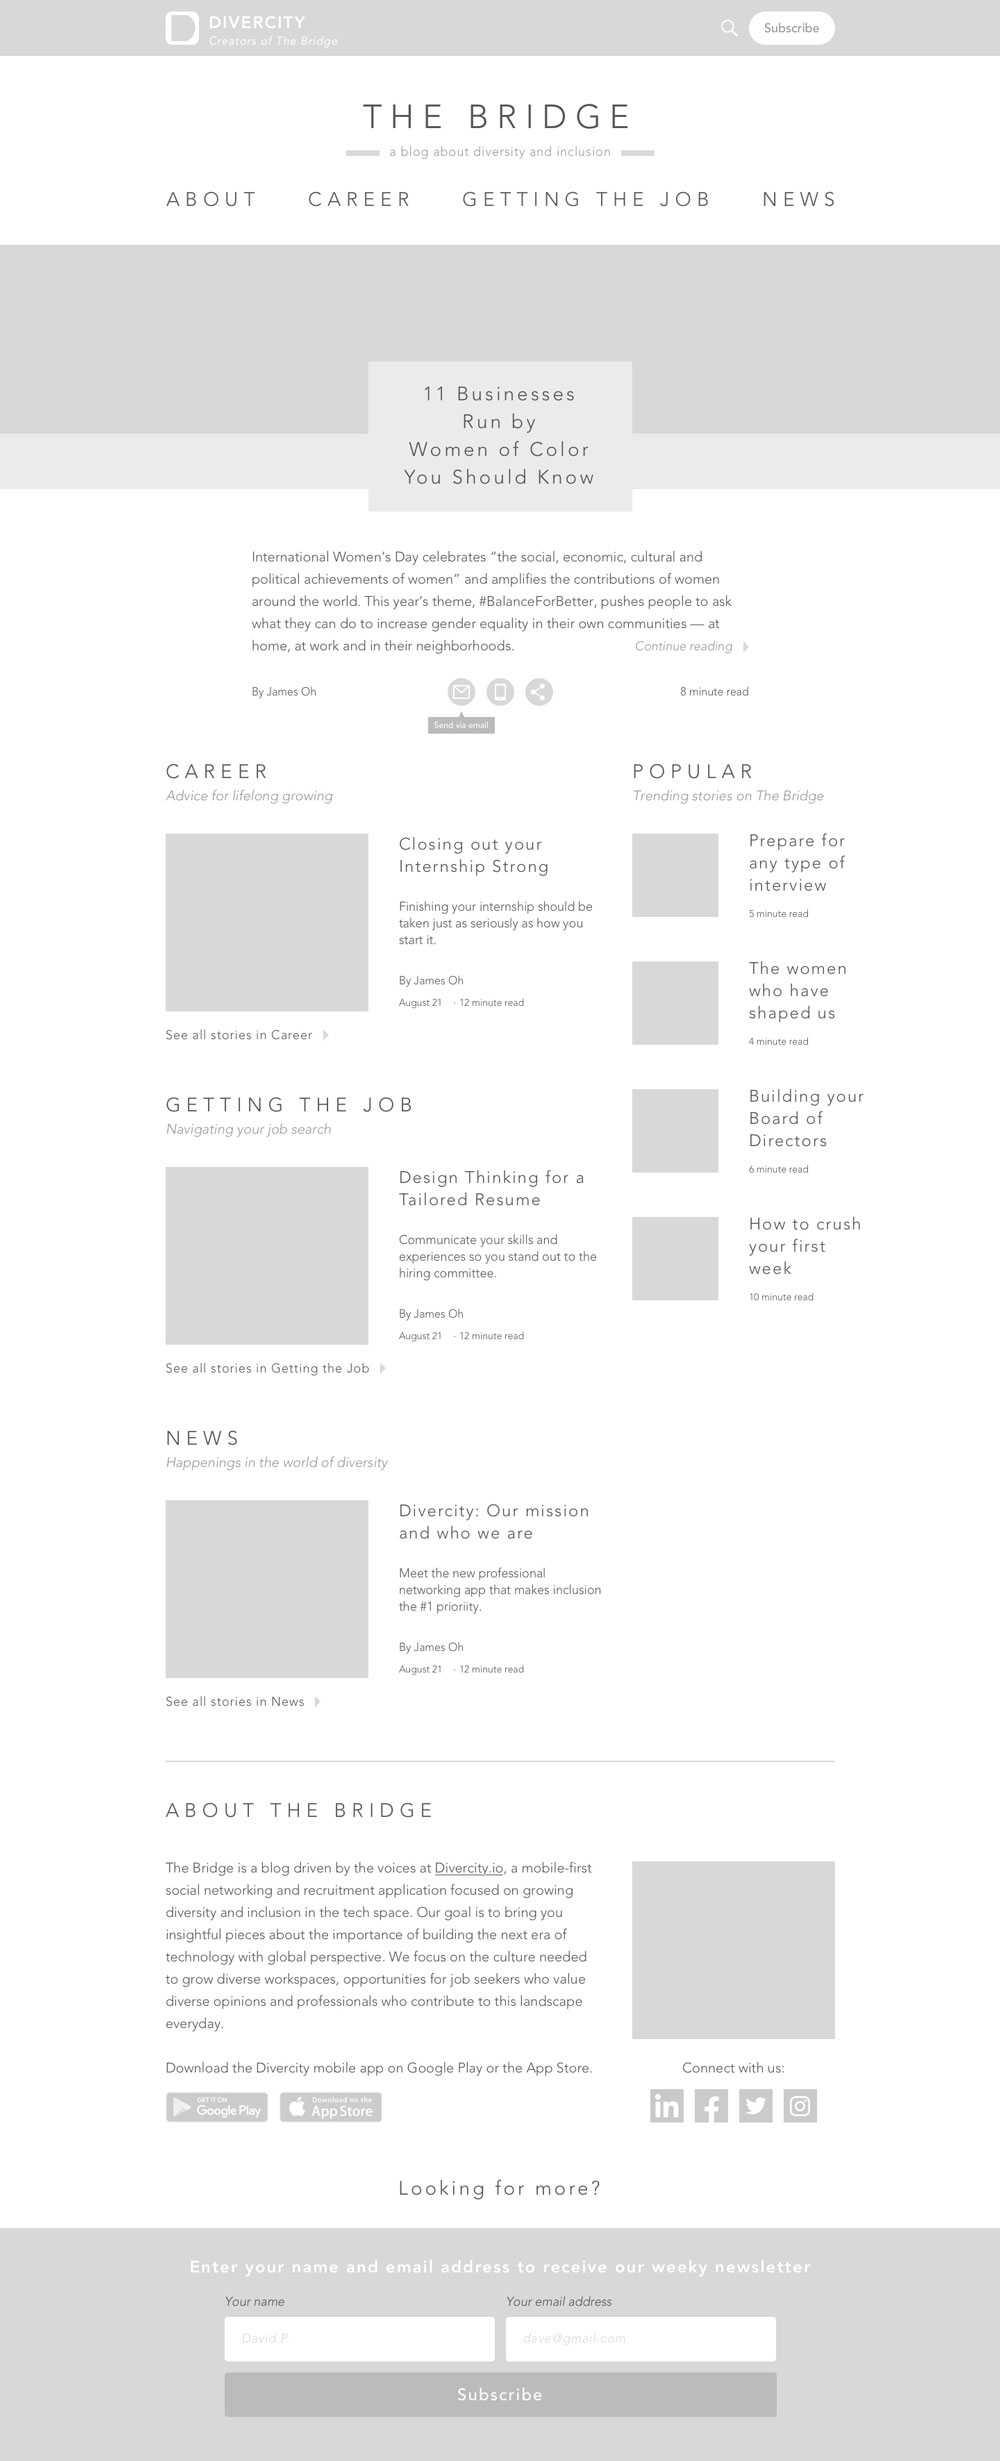 DIVERCITY
Creators of The Bridge
Subscribe
THE BRIDGE
a blog about diversity and inclusion
ABOUT CAREER GETTING THE JOB NEWS
11 Businesses
Run by
Women of Color
You Should Know
International Women’s Day celebrates “the social, economic, cultural and
political achievements of women” and amplifies the contributions of women
around the world. This year’s theme, #BalanceForBetter, pushes people to ask
what they can do to increase gender equality in their own communities — at
home, at work and in their neighborhoods. Continue reading
By James Oh 8 minute read
Send via email
CAREER
Advice for lifelong growing
Closing out your
Internship Strong
Finishing your internship should be
taken just as seriously as how you
start it.
By James Oh
August 21 · 12 minute read
See all stories in Career
GETTING THE JOB
Navigating your job search
Design Thinking for a
Tailored Resume
Communicate your skills and
experiences so you stand out to the
hiring committee.
By James Oh
August 21 · 12 minute read
See all stories in Getting the Job
NEWS
Happenings in the world of diversity
Divercity: Our mission
and who we are
Meet the new professional
networking app that makes inclusion
the #1 prioriity.
By James Oh
August 21 · 12 minute read
See all stories in News
POPULAR
Trending stories on The Bridge
Prepare for
any type of
interview
5 minute read
The women
who have
shaped us
4 minute read
Building your
Board of
Directors
6 minute read
How to crush
your first
week
10 minute read
ABOUT THE BRIDGE
The Bridge is a blog driven by the voices at Divercity.io, a mobile-first
social networking and recruitment application focused on growing
diversity and inclusion in the tech space. Our goal is to bring you
insightful pieces about the importance of building the next era of
technology with global perspective. We focus on the culture needed
to grow diverse workspaces, opportunities for job seekers who value
diverse opinions and professionals who contribute to this landscape
everyday.
Download the Divercity mobile app on Google Play or the App Store.
GET IT ON
Google Play
Download on the
App Store
Connect with us:
in
Looking for more?
Enter your name and email address to receive our weeky newsletter
Your name
Your email address
David P.
dave@gmail.com
Subscribe